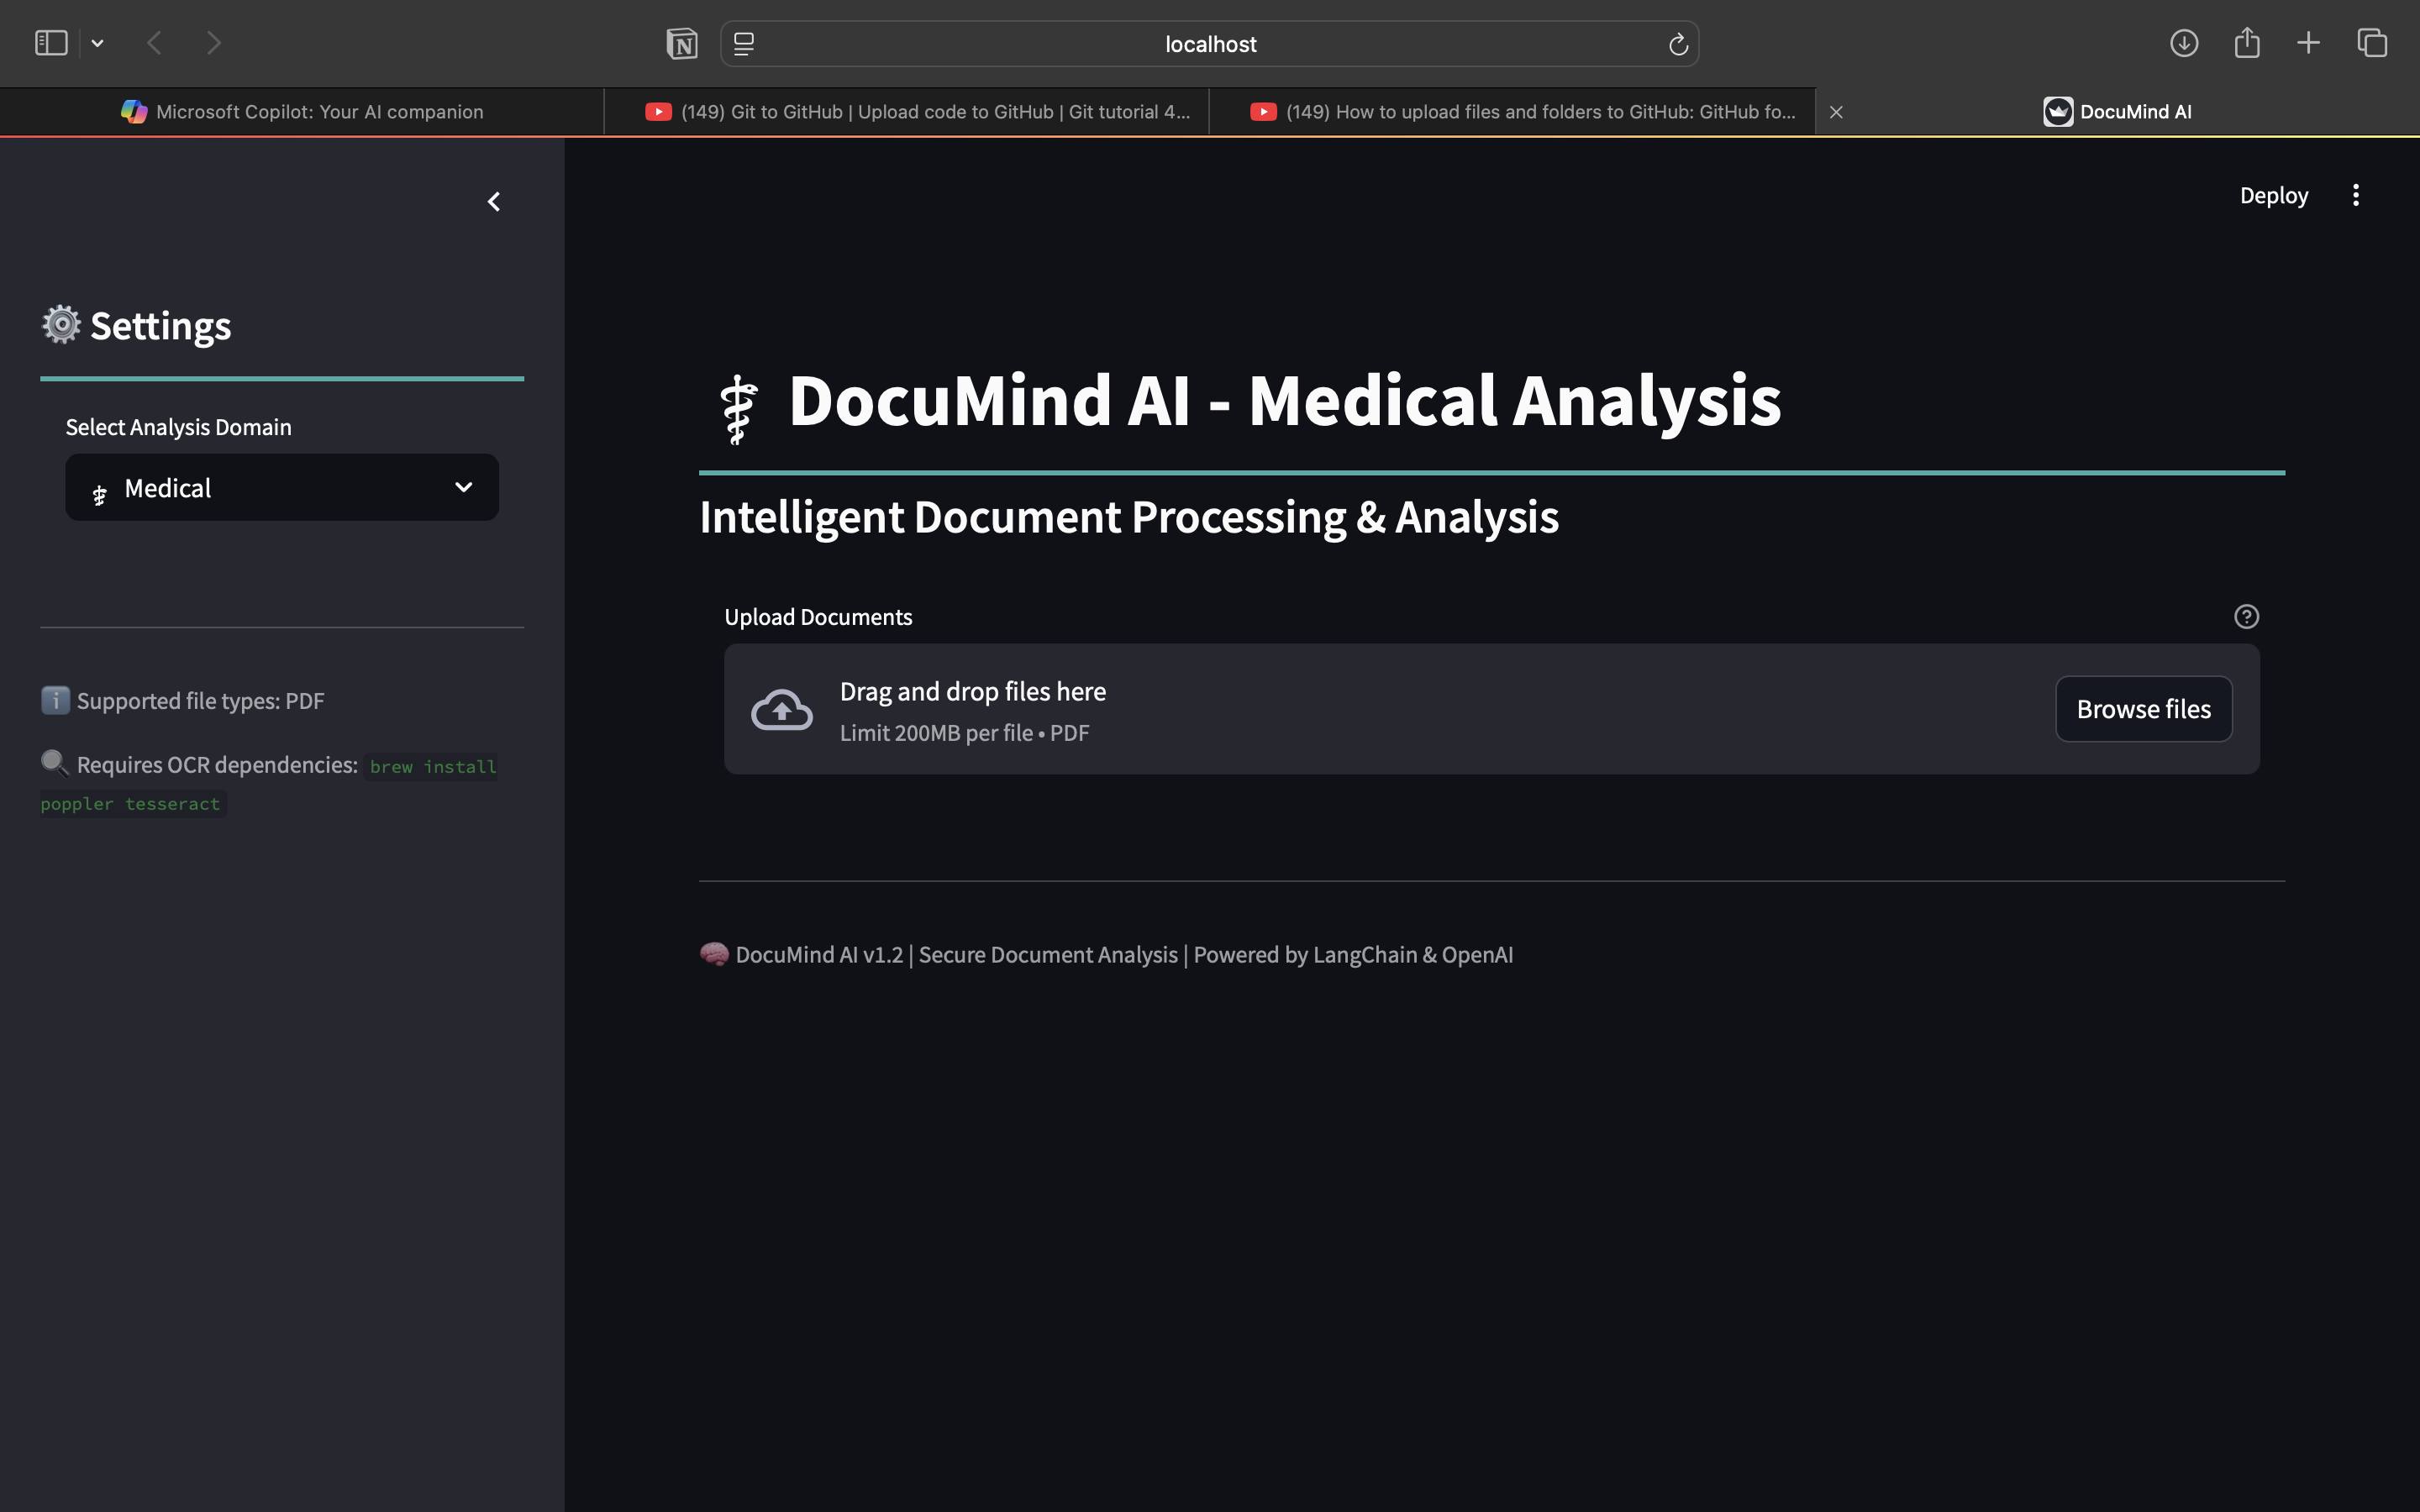 localhost
Microsoft Copilot: Your AI companion
(149) Git to GitHub | Upload code to GitHub | Git tutorial 4...
(149) How to upload files and folders to GitHub: GitHub fo...
DocuMind AI
Deploy
⚙️ Settings
Select Analysis Domain
⚕ Medical
ℹ️ Supported file types: PDF
🔍 Requires OCR dependencies: brew install
poppler tesseract
⚕ DocuMind AI - Medical Analysis
Intelligent Document Processing & Analysis
Upload Documents
Drag and drop files here
Limit 200MB per file • PDF
Browse files
🧠 DocuMind AI v1.2 | Secure Document Analysis | Powered by LangChain & OpenAI